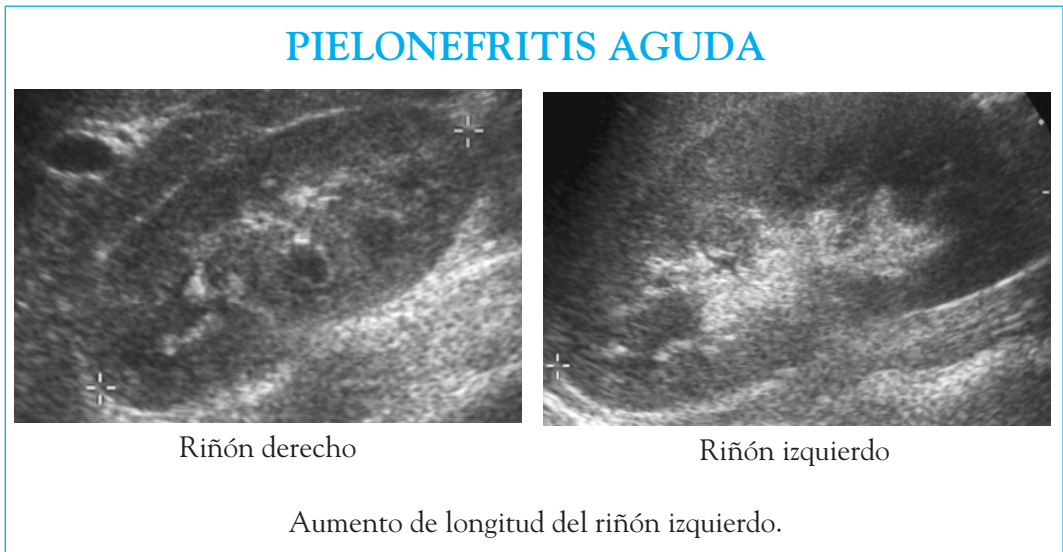 PIELONEFRITIS AGUDA
Riñón derecho
Riñón izquierdo
Aumento de longitud del riñón izquierdo.